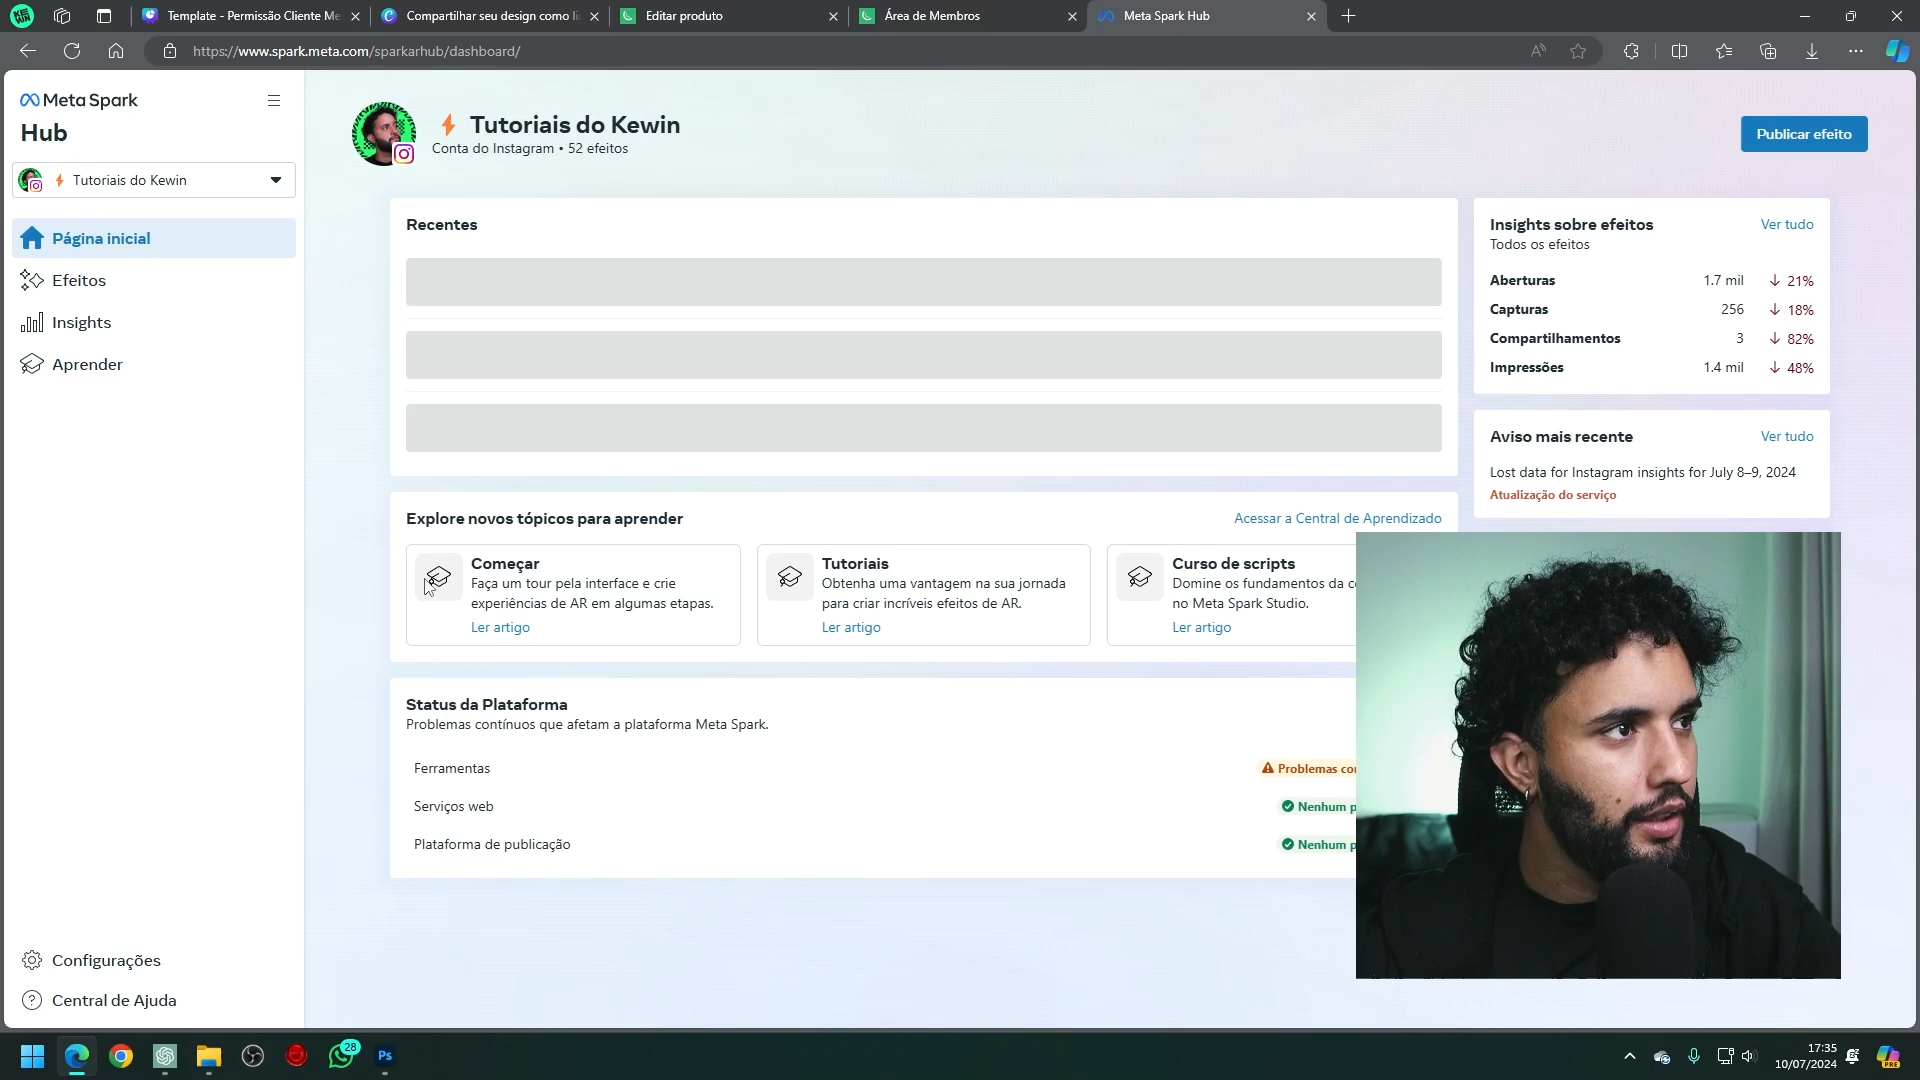 Template - Permissão Cliente Me
Compartilhar seu design como li
Editar produto
Área de Membros
Meta Spark Hub
https://www.spark.meta.com/sparkarhub/dashboard/
Meta Spark
Hub
Tutoriais do Kewin
Página inicial
Efeitos
Insights
Aprender
Configurações
Central de Ajuda
Tutoriais do Kewin
Conta do Instagram • 52 efeitos
Publicar efeito
Recentes
Insights sobre efeitos
Ver tudo
Todos os efeitos
Aberturas 1.7 mil ↓ 21%
Capturas 256 ↓ 18%
Compartilhamentos 3 ↓ 82%
Impressões 1.4 mil ↓ 48%
Aviso mais recente
Ver tudo
Lost data for Instagram insights for July 8–9, 2024
Atualização do serviço
Explore novos tópicos para aprender
Acessar a Central de Aprendizado
Começar
Faça um tour pela interface e crie
experiências de AR em algumas etapas.
Ler artigo
Tutoriais
Obtenha uma vantagem na sua jornada
para criar incríveis efeitos de AR.
Ler artigo
Curso de scripts
Domine os fundamentos da c
no Meta Spark Studio.
Ler artigo
Status da Plataforma
Problemas contínuos que afetam a plataforma Meta Spark.
Ferramentas
Problemas con
Serviços web
Nenhum p
Plataforma de publicação
Nenhum p
28
Ps
17:35
10/07/2024
PRE